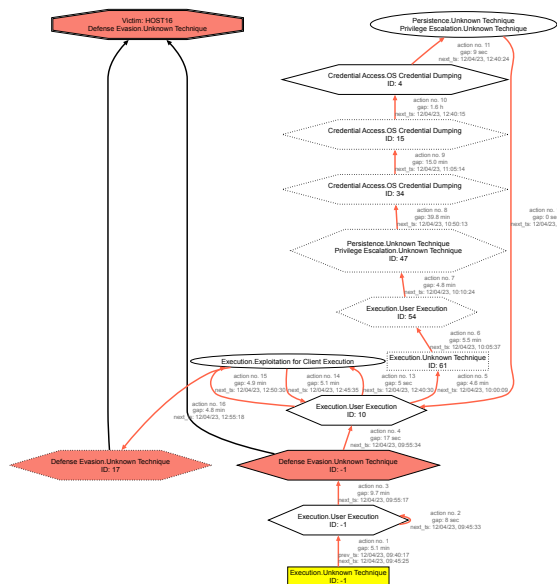 Victim: HOST16
Defense Evasion.Unknown Technique
Persistence.Unknown Technique
Privilege Escalation.Unknown Technique
action no. 11
gap: 9 sec
next_ts: 12/04/23, 12:40:24
Credential Access.OS Credential Dumping
ID: 4
action no. 10
gap: 1.6 h
next_ts: 12/04/23, 12:40:15
Credential Access.OS Credential Dumping
ID: 15
action no. 9
gap: 15.0 min
next_ts: 12/04/23, 11:05:14
Credential Access.OS Credential Dumping
ID: 34
action no
gap: 0 sec
next_ts: 12/04/23,
action no. 8
gap: 39.8 min
next_ts: 12/04/23, 10:50:13
Persistence.Unknown Technique
Privilege Escalation.Unknown Technique
ID: 47
action no. 7
gap: 4.8 min
next_ts: 12/04/23, 10:10:24
Execution.User Execution
ID: 54
action no. 6
gap: 5.5 min
next_ts: 12/04/23, 10:05:37
Execution.Exploitation for Client Execution
Execution.Unknown Technique
ID: 61
action no. 15
gap: 4.9 min
next_ts: 12/04/23, 12:50:30
action no. 14
gap: 5.1 min
next_ts: 12/04/23, 12:45:35
action no. 13
gap: 5 sec
next_ts: 12/04/23, 12:40:30
action no. 5
gap: 4.6 min
next_ts: 12/04/23, 10:00:09
Execution.User Execution
ID: 10
action no. 16
gap: 4.8 min
next_ts: 12/04/23, 12:55:18
action no. 4
gap: 17 sec
next_ts: 12/04/23, 09:55:34
Defense Evasion.Unknown Technique
ID: 17
Defense Evasion.Unknown Technique
ID: -1
action no. 3
gap: 9.7 min
next_ts: 12/04/23, 09:55:17
Execution.User Execution
ID: -1
action no. 2
gap: 8 sec
next_ts: 12/04/23, 09:45:33
action no. 1
gap: 5.1 min
prev_ts: 12/04/23, 09:40:17
next_ts: 12/04/23, 09:45:25
Execution.Unknown Technique
ID: -1